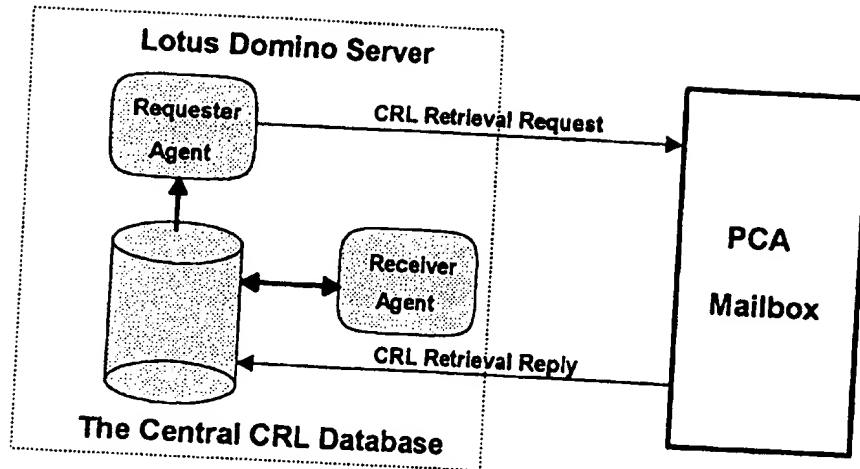 Lotus Domino Server
Requester
Agent
CRL Retrieval Request
PCA
Mailbox
Receiver
Agent
CRL Retrieval Reply
The Central CRL Database